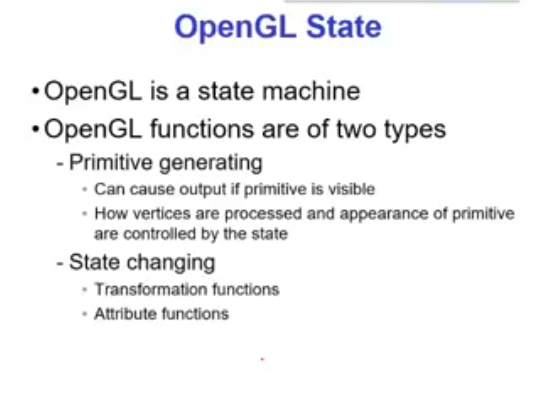 OpenGL State
•OpenGL is a state machine
•OpenGL functions are of two types
- Primitive generating
• Can cause output if primitive is visible
• How vertices are processed and appearance of primitive
are controlled by the state
- State changing
• Transformation functions
• Attribute functions